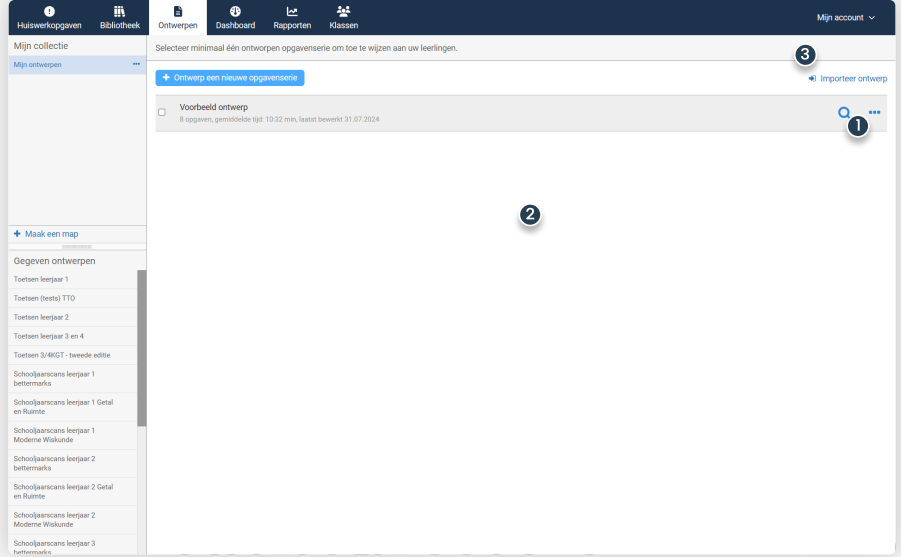 Huiswerkopgaven Bibliotheek Ontwerpen Dashboard Rapporten Klassen Mijn account
Mijn collectie
Mijn ontwerpen
Maak een map
Gegeven ontwerpen
Toetsen leerjaar 1
Toetsen (tests) TTO
Toetsen leerjaar 2
Toetsen leerjaar 3 en 4
Toetsen 3/4KGT - tweede editie
Schooljaarscans leerjaar 1
bettermarks
Schooljaarscans leerjaar 1 Getal
en Ruimte
Schooljaarscans leerjaar 1
Moderne Wiskunde
Schooljaarscans leerjaar 2
bettermarks
Schooljaarscans leerjaar 2 Getal
en Ruimte
Schooljaarscans leerjaar 2
Moderne Wiskunde
Schooljaarscans leerjaar 3
bettermarks
Selecteer minimaal één ontworpen opgavenserie om toe te wijzen aan uw leerlingen.
3
+ Ontwerp een nieuwe opgavenserie
Importeer ontwerp
Voorbeeld ontwerp
8 opgaven, gemiddelde tijd: 10:32 min, laatst bewerkt 31.07.2024
1
2